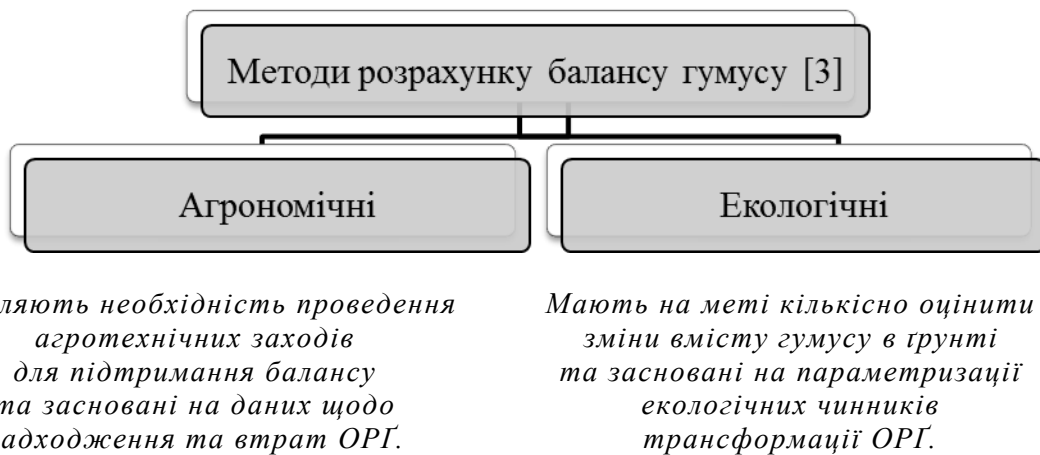 Методи розрахунку балансу гумусу [3]
Агрономічні
Екологічні
ляють необхідність проведення
агротехнічних заходів
для підтримання балансу
та засновані на даних щодо
адходження та втрат ОРҐ.
Мають на меті кількісно оцінити
зміни вмісту гумусу в ґрунті
та засновані на параметризації
екологічних чинників
трансформації ОРҐ.